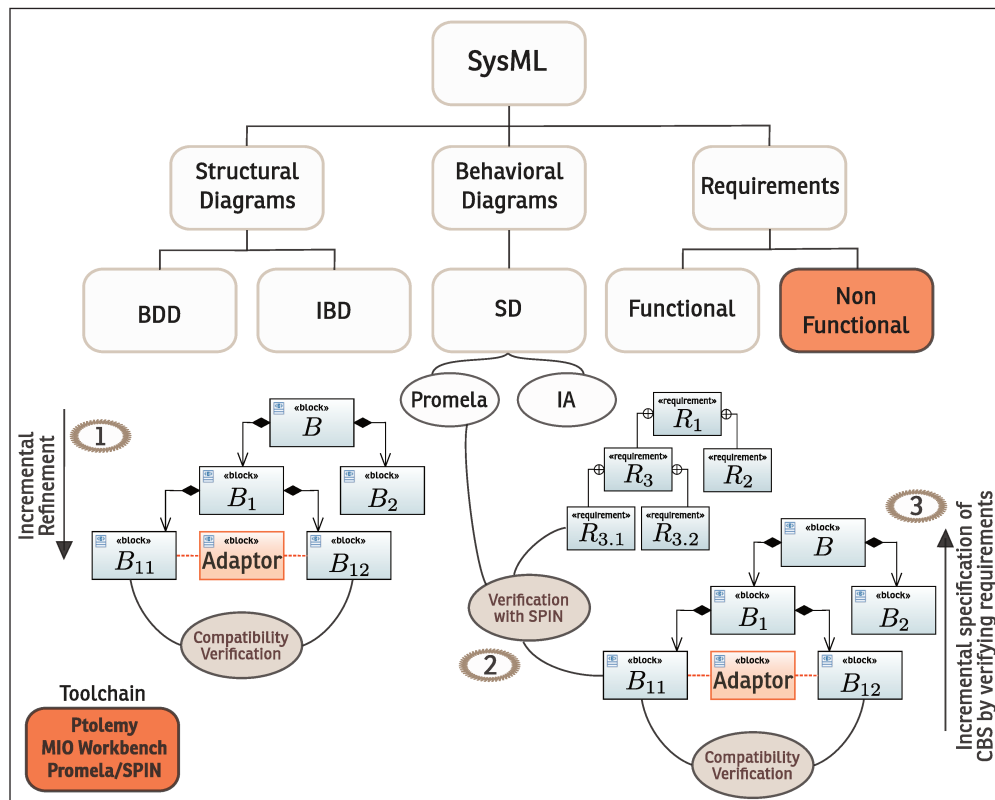 SysML
Structural
Diagrams
Behavioral
Diagrams
Requirements
BDD
IBD
SD
Functional
Non
Functional
Promela
IA
Incremental
Refinement
1
«block»
B
«block»
B1
«block»
B2
«block»
B11
«block»
Adaptor
«block»
B12
Compatibility
Verification
«requirement»
R1
«requirement»
R3
«requirement»
R2
«requirement»
R3.1
«requirement»
R3.2
Verification
with SPIN
2
3
Incremental specification of
CBS by verifying requirements
«block»
B
«block»
B1
«block»
B2
«block»
B11
«block»
Adaptor
«block»
B12
Compatibility
Verification
Toolchain
Ptolemy
MIO Workbench
Promela/SPIN